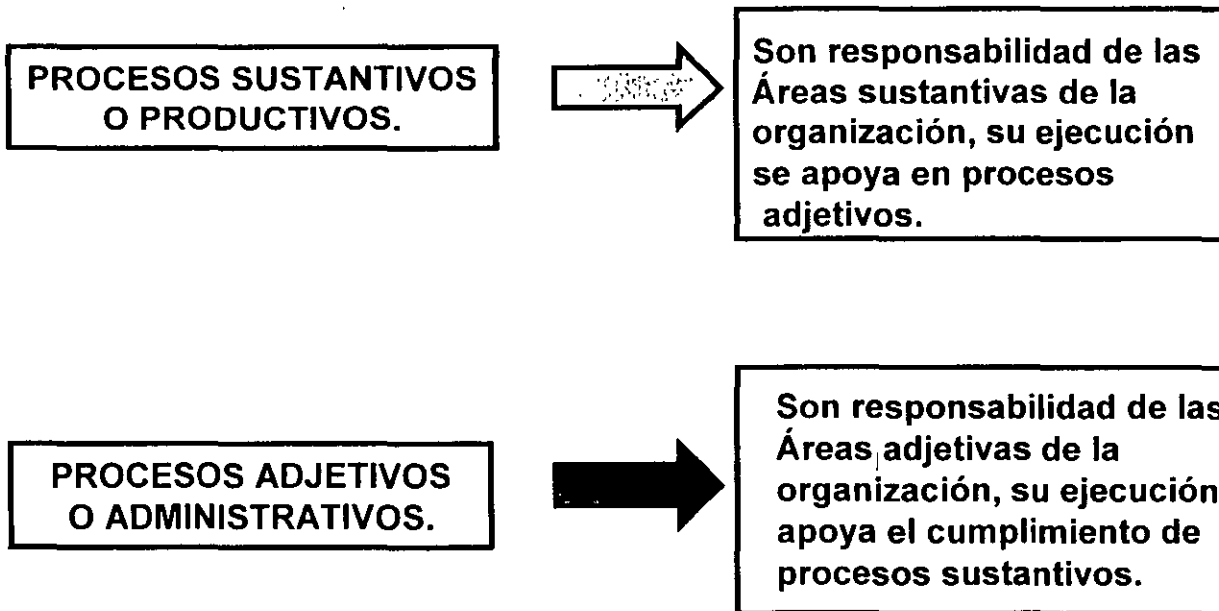 PROCESOS SUSTANTIVOS
O PRODUCTIVOS.
Son responsabilidad de las
Áreas sustantivas de la
organización, su ejecución
se apoya en procesos
adjetivos.
PROCESOS ADJETIVOS
O ADMINISTRATIVOS.
Son responsabilidad de las
Áreas adjetivas de la
organización, su ejecución
apoya el cumplimiento de
procesos sustantivos.